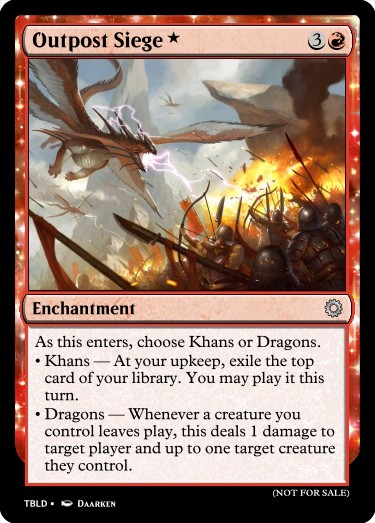 Outpost Siege ★ 3
Enchantment
As this enters, choose Khans or Dragons.
• Khans — At your upkeep, exile the top
card of your library. You may play it this
turn.
• Dragons — Whenever a creature you
control leaves play, this deals 1 damage to
target player and up to one target creature
they control.
(NOT FOR SALE)
TBLD • Daarken